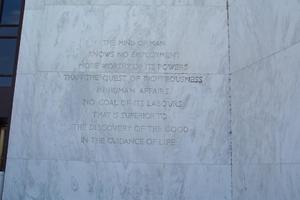 THE MIND OF MAN
KNOWS NO EMPLOYMENT
MORE WORTHY OF ITS POWERS
THAN THE QUEST OF RIGHTEOUSNESS
IN HUMAN AFFAIRS
NO GOAL OF ITS LABOURS
THAT IS SUPERIOR TO
THE DISCOVERY OF THE GOOD
IN THE GUIDANCE OF LIFE